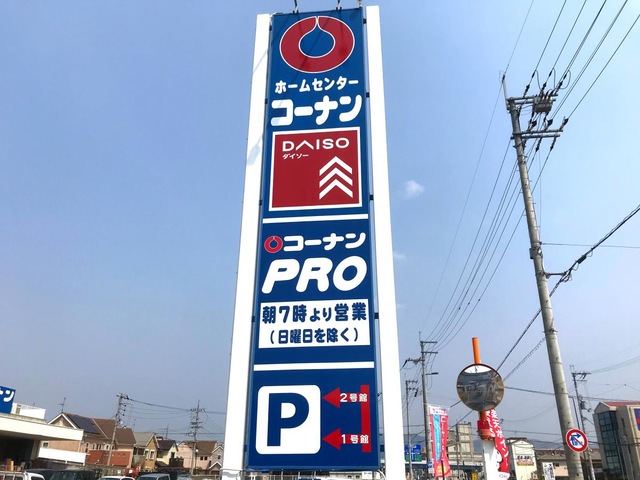 ホームセンター
コーナン
DAISO
ダイソー
コーナン
PRO
朝7時より営業
(日曜日を除く)
P
2号館
1号館